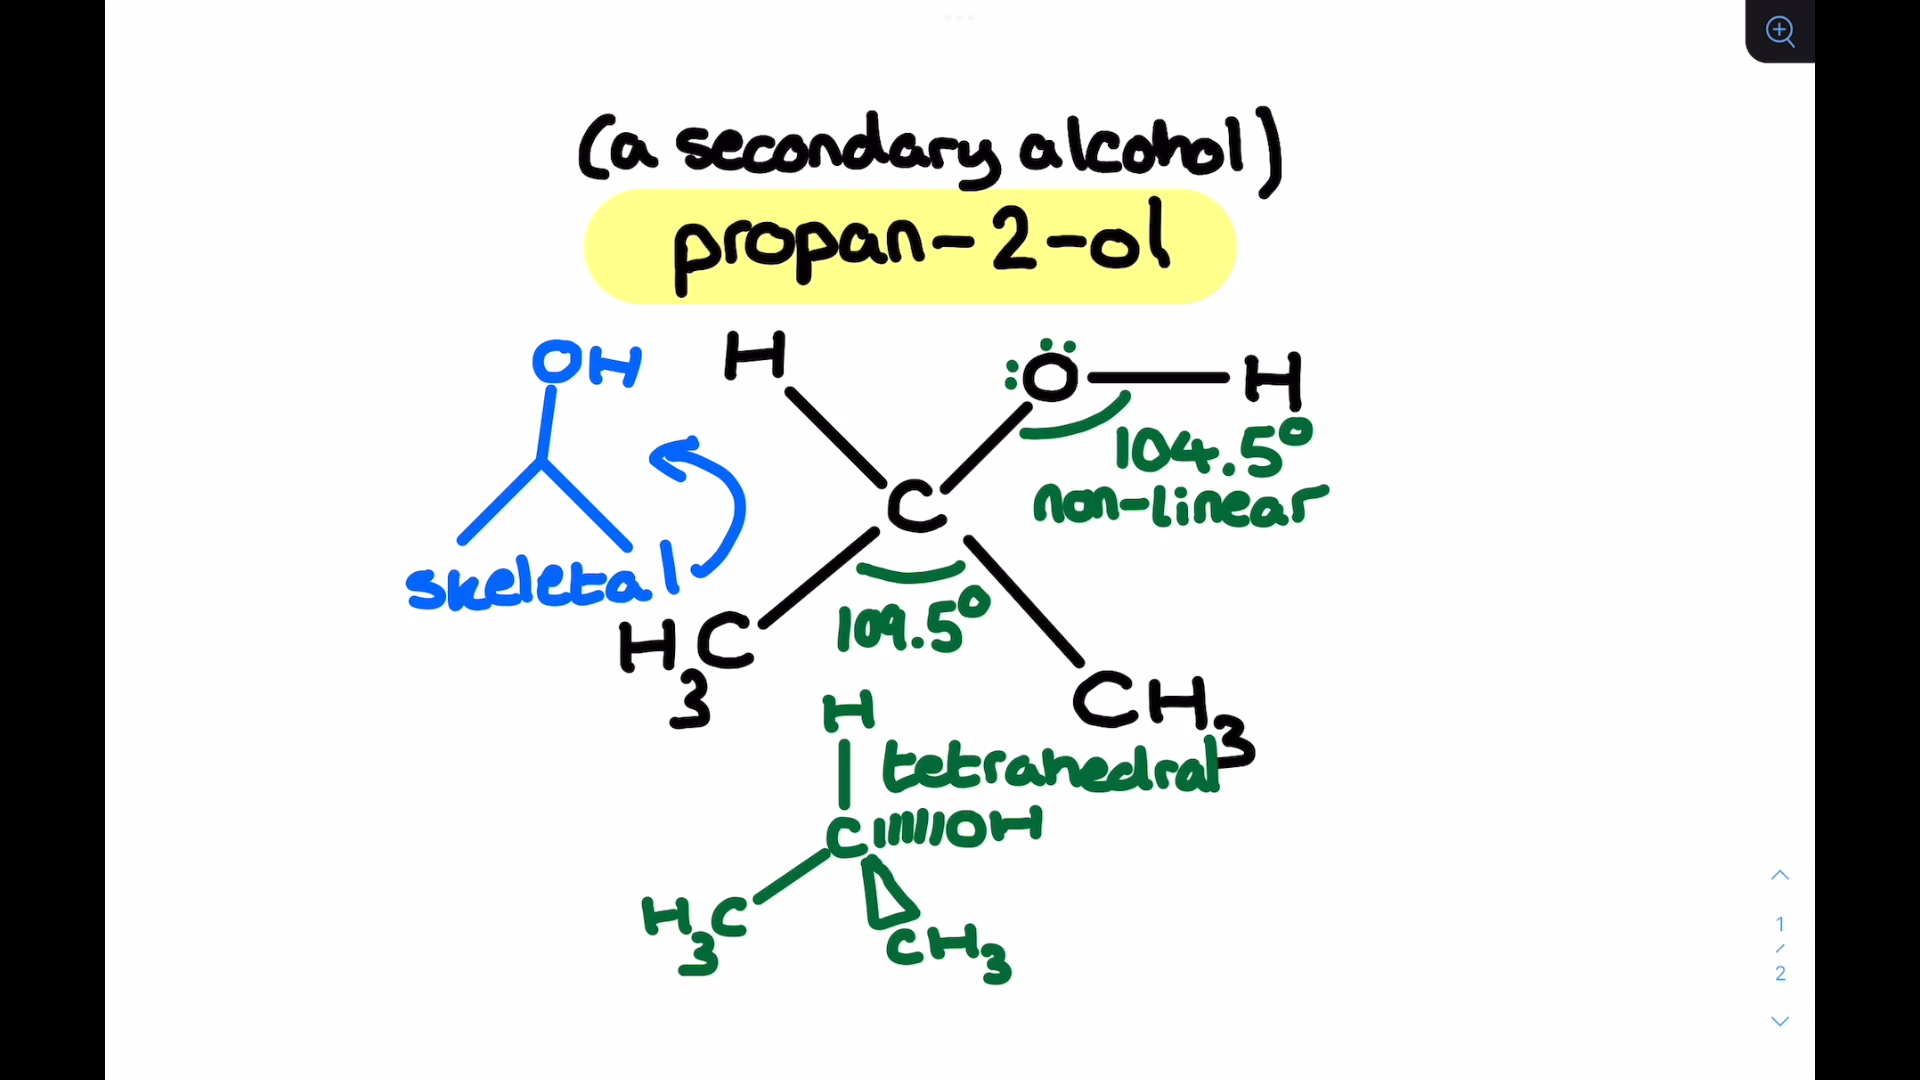 (a secondary alcohol)
propan-2-ol
OH
H
:Ö
H
104.5°
non-linear
C
skeletal
H₃C
109.5°
CH₃
H
tetrahedral
C
OH
H₃C
CH₃
1
/
2